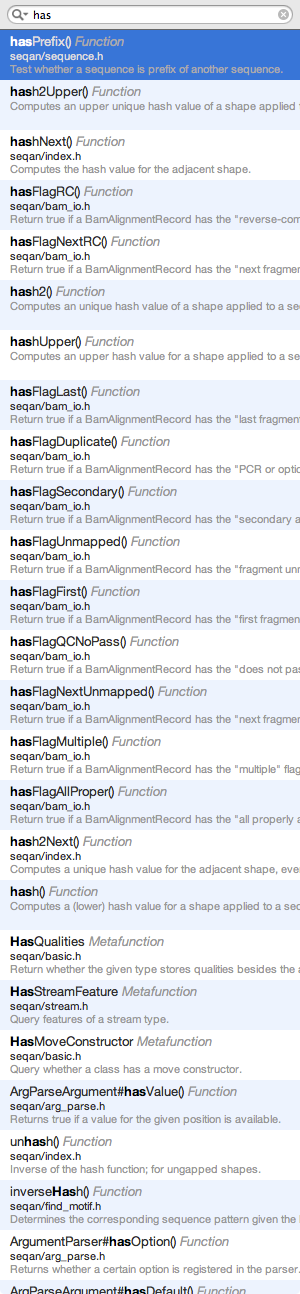 has
hasPrefix() Function
seqan/sequence.h
Test whether a sequence is prefix of another sequence.
hash2Upper() Function
Computes an upper unique hash value of a shape applied
hashNext() Function
seqan/index.h
Computes the hash value for the adjacent shape.
hasFlagRC() Function
seqan/bam_io.h
Return true if a BamAlignmentRecord has the "reverse-com
hasFlagNextRC() Function
seqan/bam_io.h
Return true if a BamAlignmentRecord has the "next fragmen
hash2() Function
Computes an unique hash value of a shape applied to a sec
hashUpper() Function
Computes an upper hash value for a shape applied to a se
hasFlagLast() Function
seqan/bam_io.h
Return true if a BamAlignmentRecord has the "last fragmen
hasFlagDuplicate() Function
seqan/bam_io.h
Return true if a BamAlignmentRecord has the "PCR or optic
hasFlagSecondary() Function
seqan/bam_io.h
Return true if a BamAlignmentRecord has the "secondary a
hasFlagUnmapped() Function
seqan/bam_io.h
Return true if a BamAlignmentRecord has the "fragment unm
hasFlagFirst() Function
seqan/bam_io.h
Return true if a BamAlignmentRecord has the "first fragmen
hasFlagQCNoPass() Function
seqan/bam_io.h
Return true if a BamAlignmentRecord has the "does not pas
hasFlagNextUnmapped() Function
seqan/bam_io.h
Return true if a BamAlignmentRecord has the "next fragmen
hasFlagMultiple() Function
seqan/bam_io.h
Return true if a BamAlignmentRecord has the "multiple" flag
hasFlagAllProper() Function
seqan/bam_io.h
Return true if a BamAlignmentRecord has the "all properly a
hash2Next() Function
seqan/index.h
Computes a unique hash value for the adjacent shape, eve
hash() Function
Computes a (lower) hash value for a shape applied to a sec
HasQualities Metafunction
seqan/basic.h
Return whether the given type stores qualities besides the a
HasStreamFeature Metafunction
seqan/stream.h
Query features of a stream type.
HasMoveConstructor Metafunction
seqan/basic.h
Query whether a class has a move constructor.
ArgParseArgument#hasValue() Function
seqan/arg_parse.h
Returns true if a value for the given position is available.
unhash() Function
seqan/index.h
Inverse of the hash function; for ungapped shapes.
inverseHash() Function
seqan/find_motif.h
Determines the corresponding sequence pattern given the
ArgumentParser#hasOption() Function
seqan/arg_parse.h
Returns whether a certain option is registered in the parser.
ArgParseArgument#hasDefault() Function